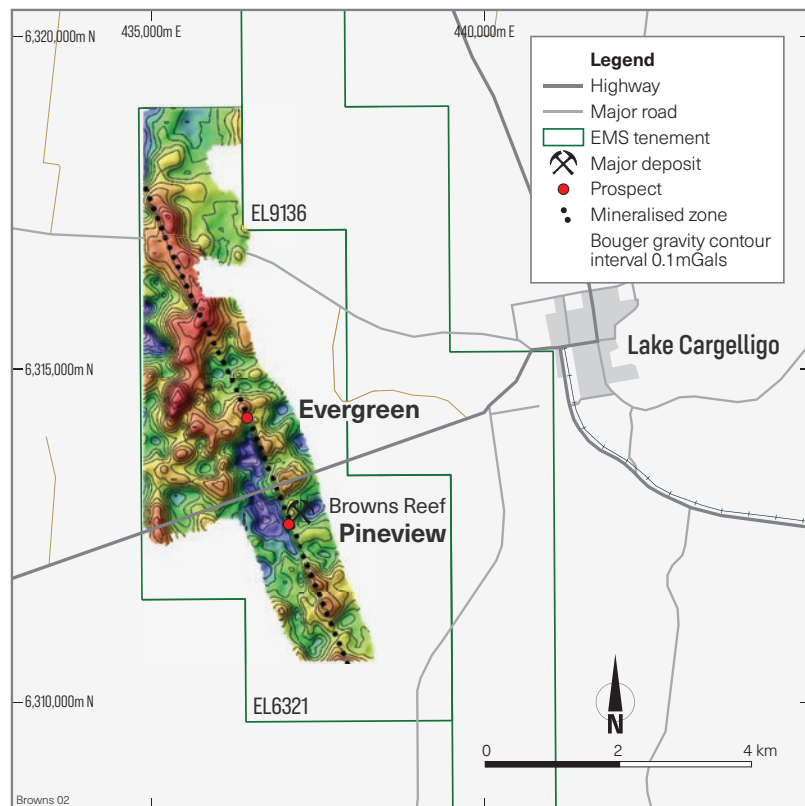 6,320,000m N
435,000m E
440,000m E
Legend
Highway
Major road
EMS tenement
Major deposit
Prospect
Mineralised zone
Bouger gravity contour
interval 0.1mGals
EL9136
6,315,000m N
Lake Cargelligo
Evergreen
Browns Reef
Pineview
6,310,000m N
EL6321
N
0
2
4 km
Browns 02